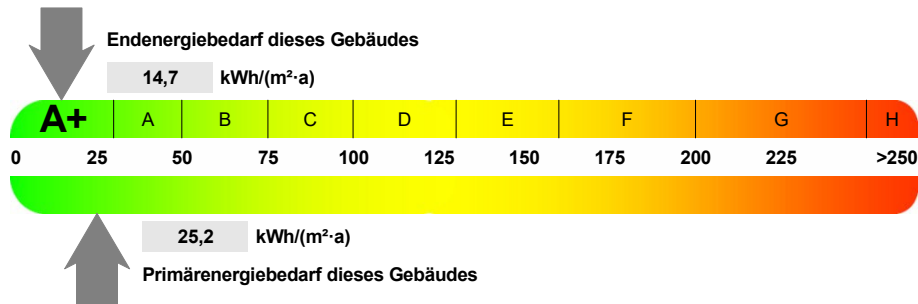 Endenergiebedarf dieses Gebäudes
14,7 kWh/(m²·a)
A+ A B C D E F G H
0 25 50 75 100 125 150 175 200 225 >250
25,2 kWh/(m²·a)
Primärenergiebedarf dieses Gebäudes